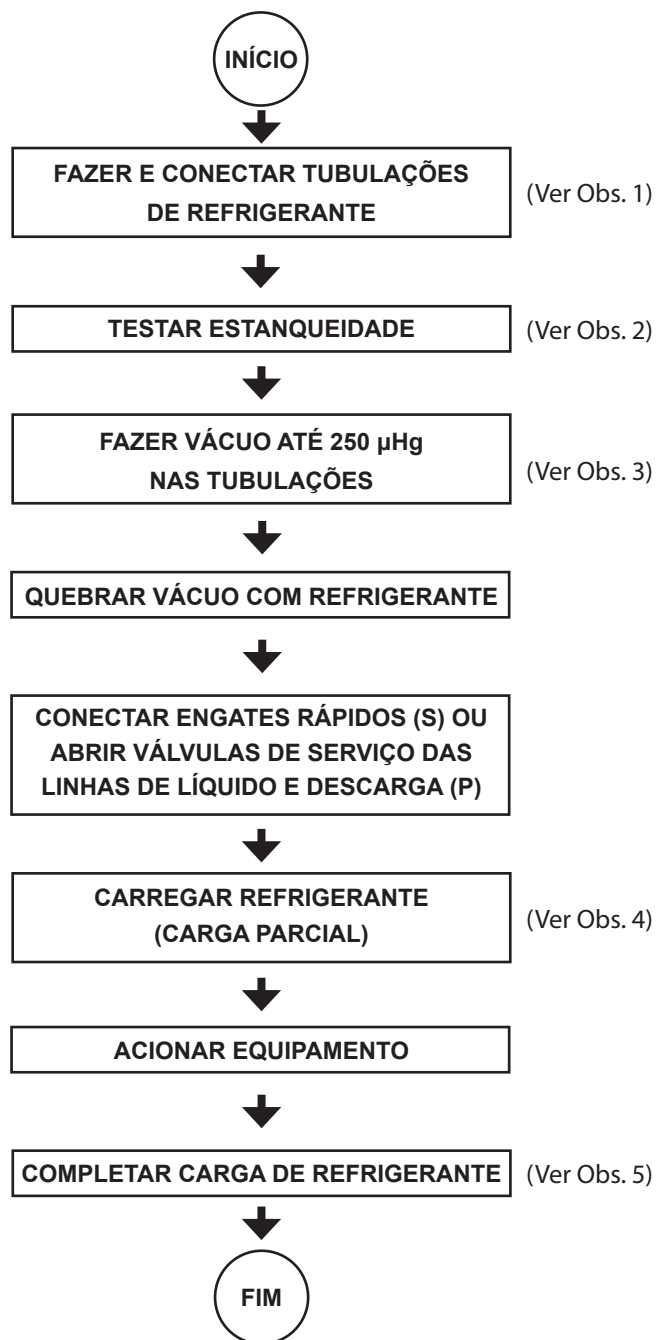 INÍCIO
FAZER E CONECTAR TUBULAÇÕES
DE REFRIGERANTE
(Ver Obs. 1)
TESTAR ESTANQUEIDADE
(Ver Obs. 2)
FAZER VÁCUO ATÉ 250 µHg
NAS TUBULAÇÕES
(Ver Obs. 3)
QUEBRAR VÁCUO COM REFRIGERANTE
CONECTAR ENGATES RÁPIDOS (S) OU
ABRIR VÁLVULAS DE SERVIÇO DAS
LINHAS DE LÍQUIDO E DESCARGA (P)
CARREGAR REFRIGERANTE
(CARGA PARCIAL)
(Ver Obs. 4)
ACIONAR EQUIPAMENTO
COMPLETAR CARGA DE REFRIGERANTE
(Ver Obs. 5)
FIM